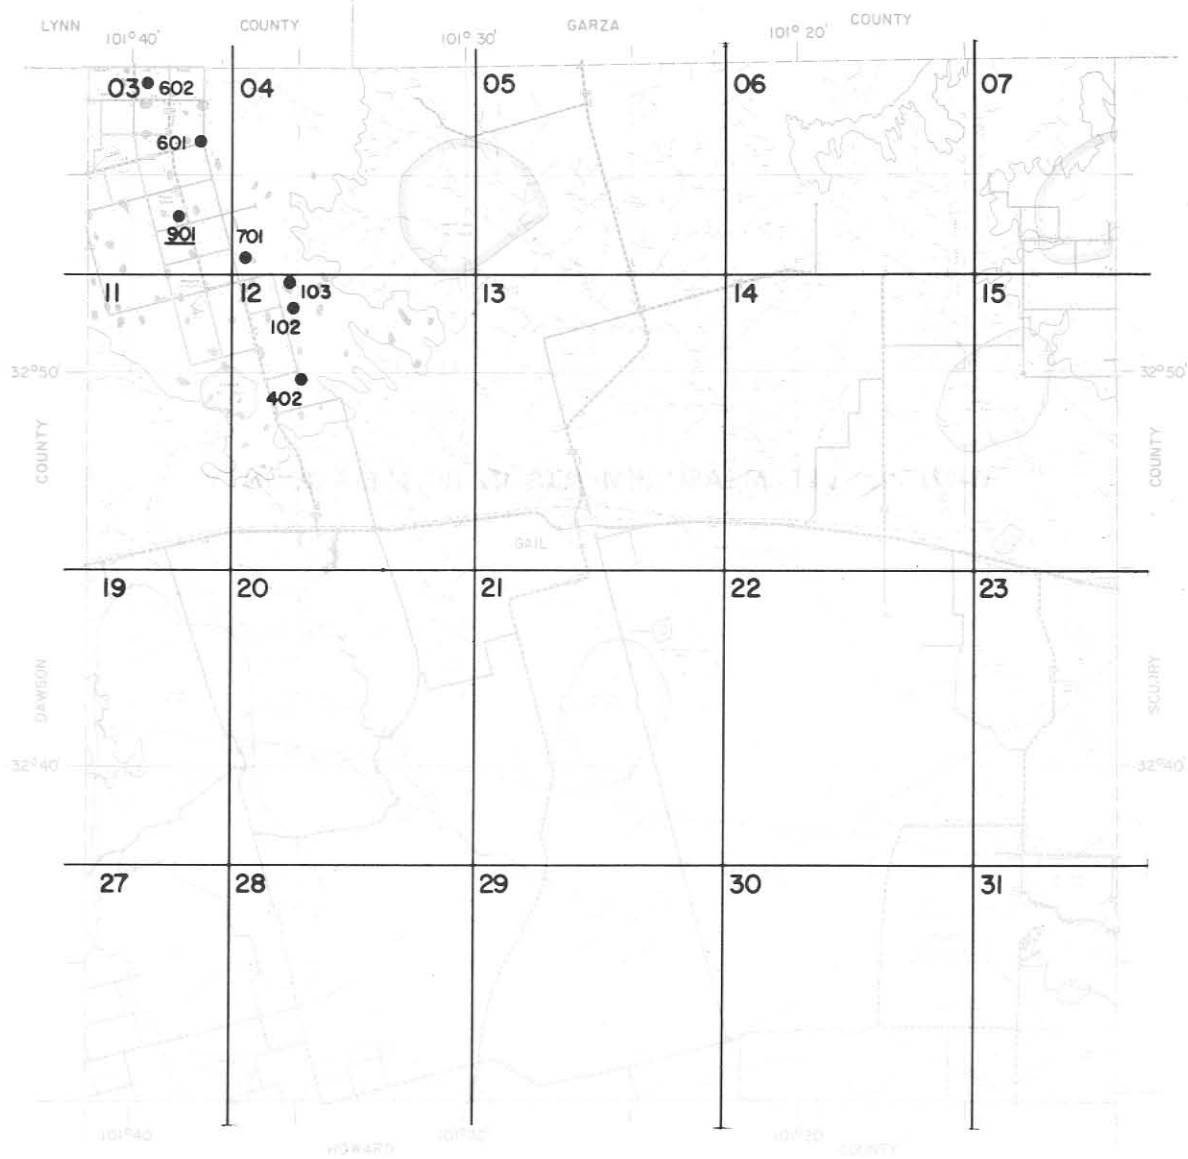 LYNN COUNTY GARZA COUNTY
101°40' 101°30' 101°20'
03 602 04 05 06 07
601
901 701
11 12 103 13 14 15
102
32°50' 32°50'
402
COUNTY COUNTY
GAIL
19 20 21 22 23
DAWSON SCURRY
32°40' 32°40'
27 28 29 30 31
101°40' 101°30' 101°20'
HOWARD COUNTY